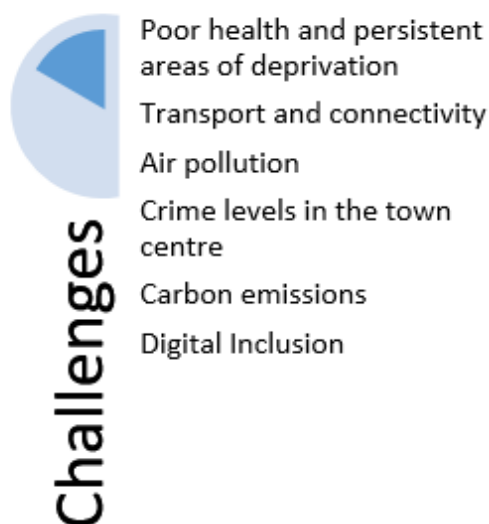 Poor health and persistent
areas of deprivation
Transport and connectivity
Air pollution
Crime levels in the town
centre
Carbon emissions
Digital Inclusion
Challenges